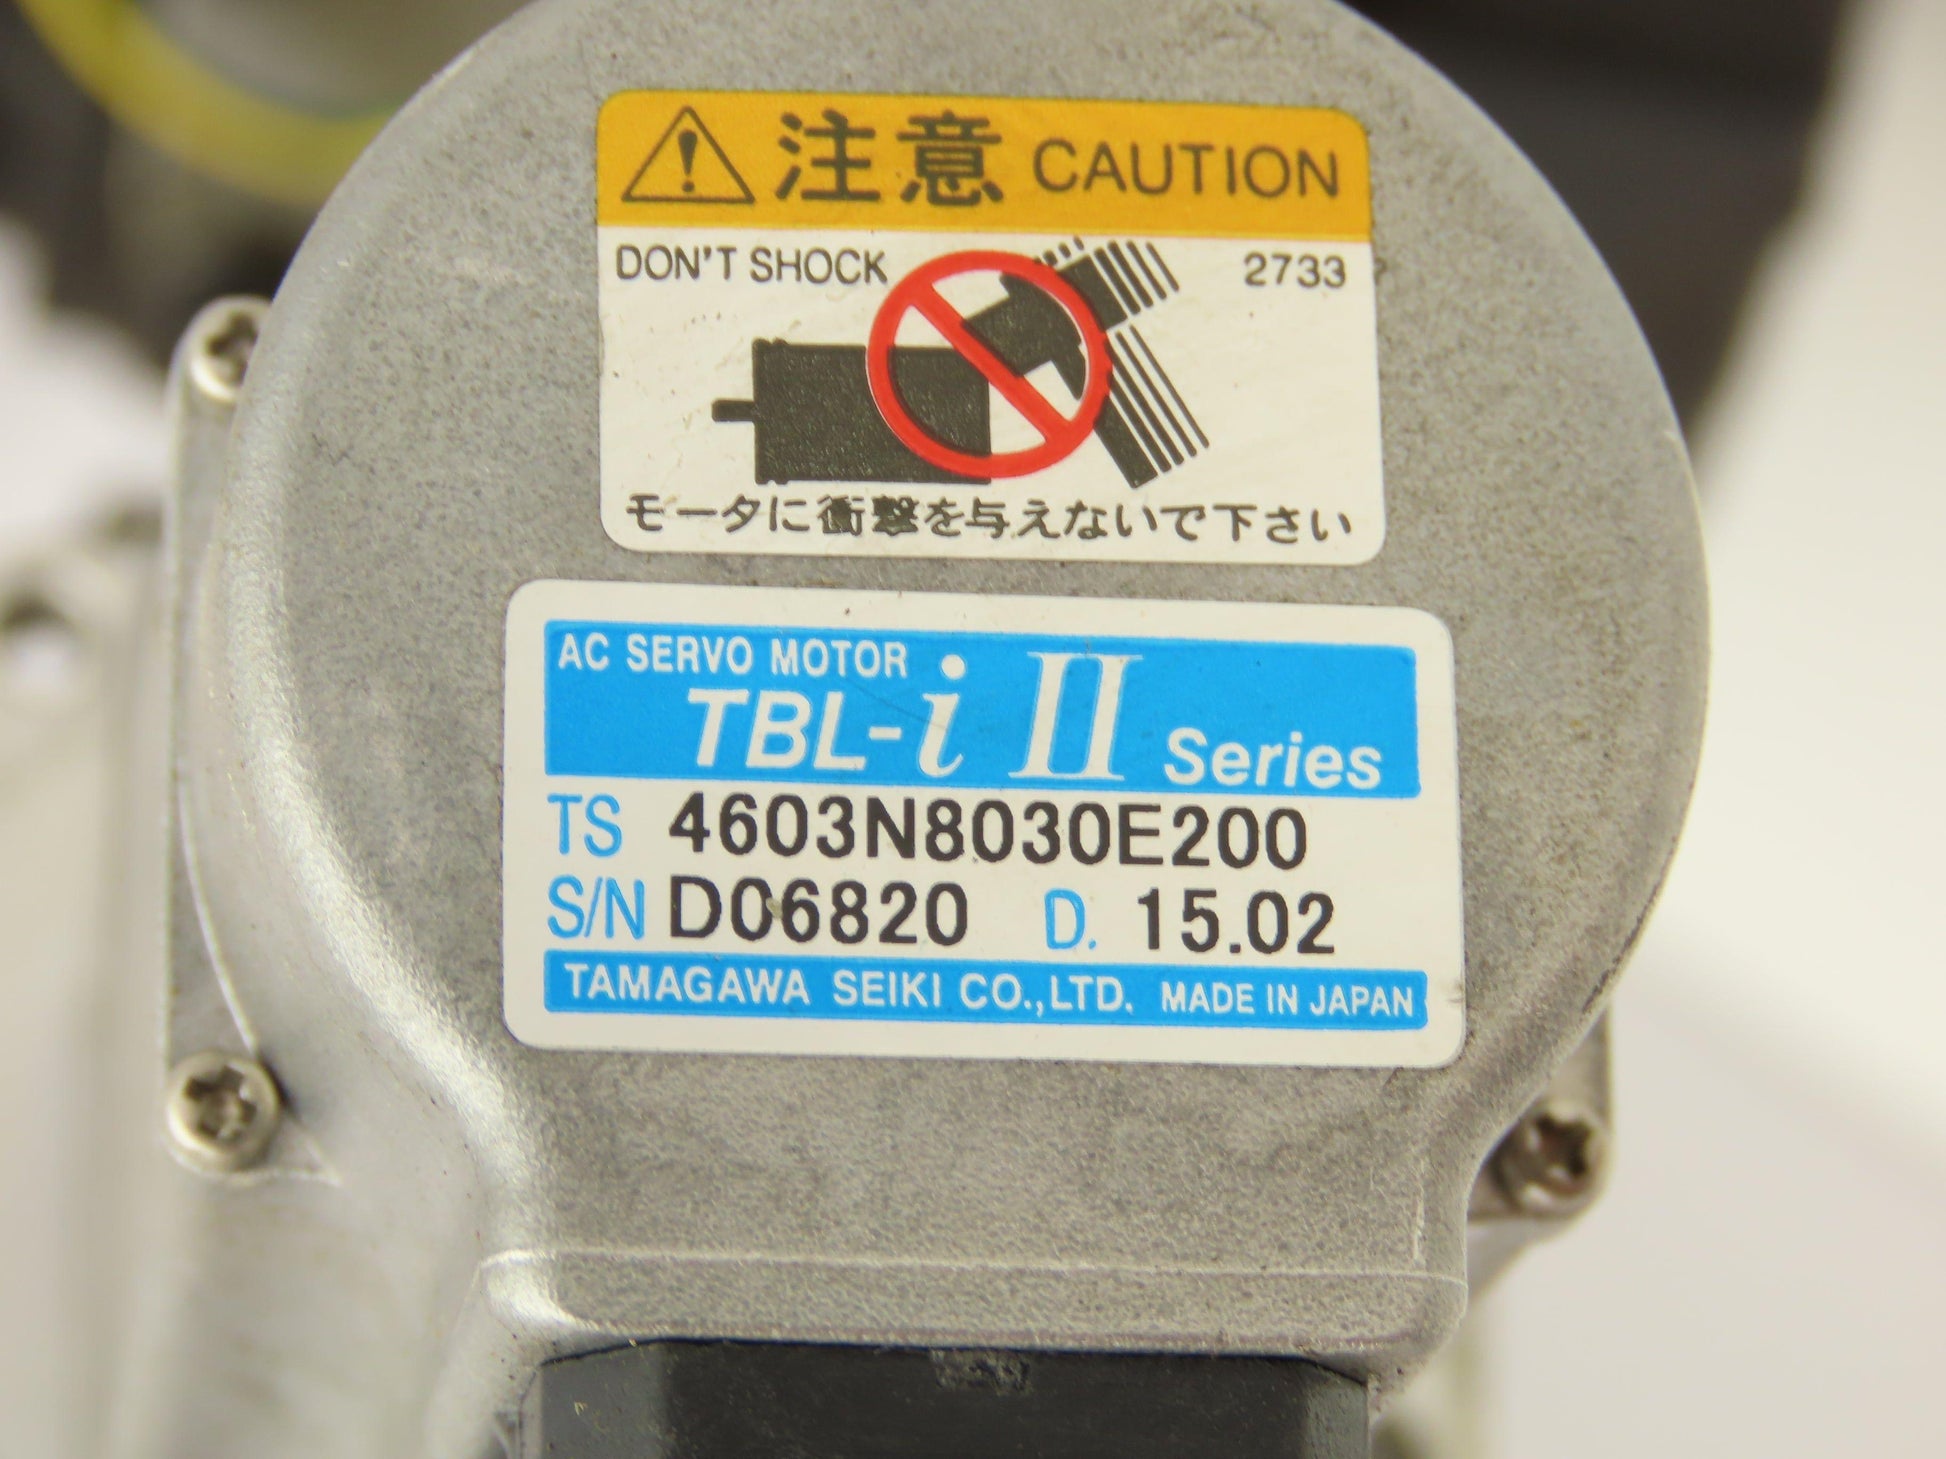 注意 CAUTION
DON'T SHOCK 2733
モータに衝撃を与えないで下さい
AC SERVO MOTOR
TBL-i II Series
TS 4603N8030E200
S/N D06820 D. 15.02
TAMAGAWA SEIKI CO.,LTD. MADE IN JAPAN